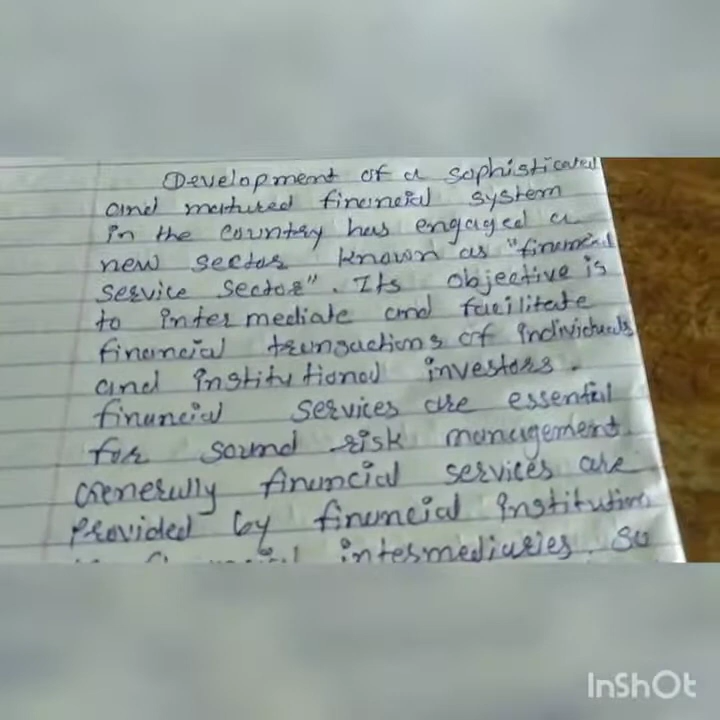 Development of a sophisticated
and matured financial system
in the country has engaged a
new sector known as "financial
service sector". Its objective is
to intermediate and facilitate
financial transactions of individuals
and institutional investors.
financial services are essential
for sound risk management.
Generally financial services are
provided by financial institution
intermediaries. So
InShOt